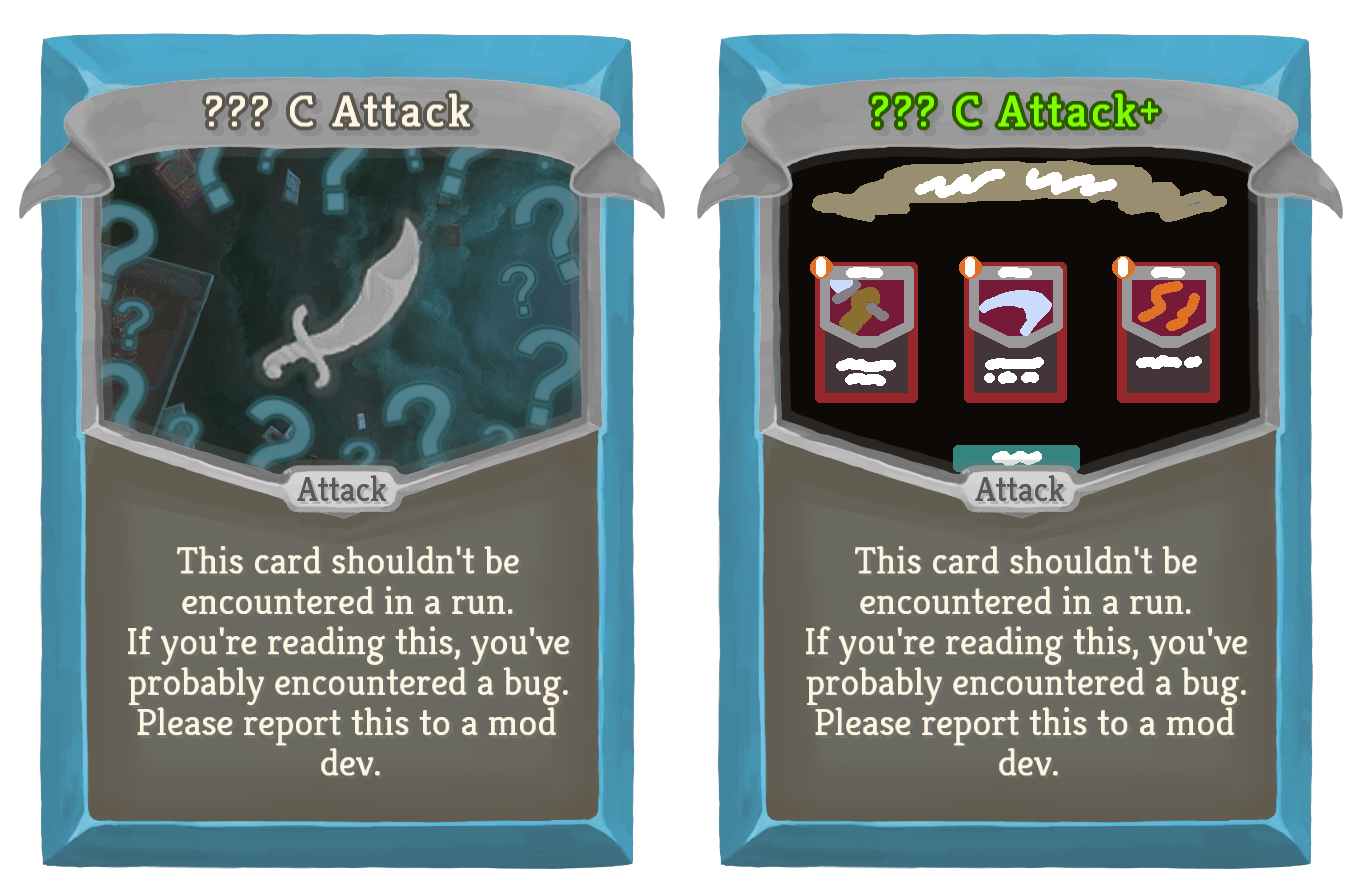 ??? C Attack
Attack
This card shouldn't be
encountered in a run.
If you're reading this, you've
probably encountered a bug.
Please report this to a mod
dev.
??? C Attack+
Attack
This card shouldn't be
encountered in a run.
If you're reading this, you've
probably encountered a bug.
Please report this to a mod
dev.